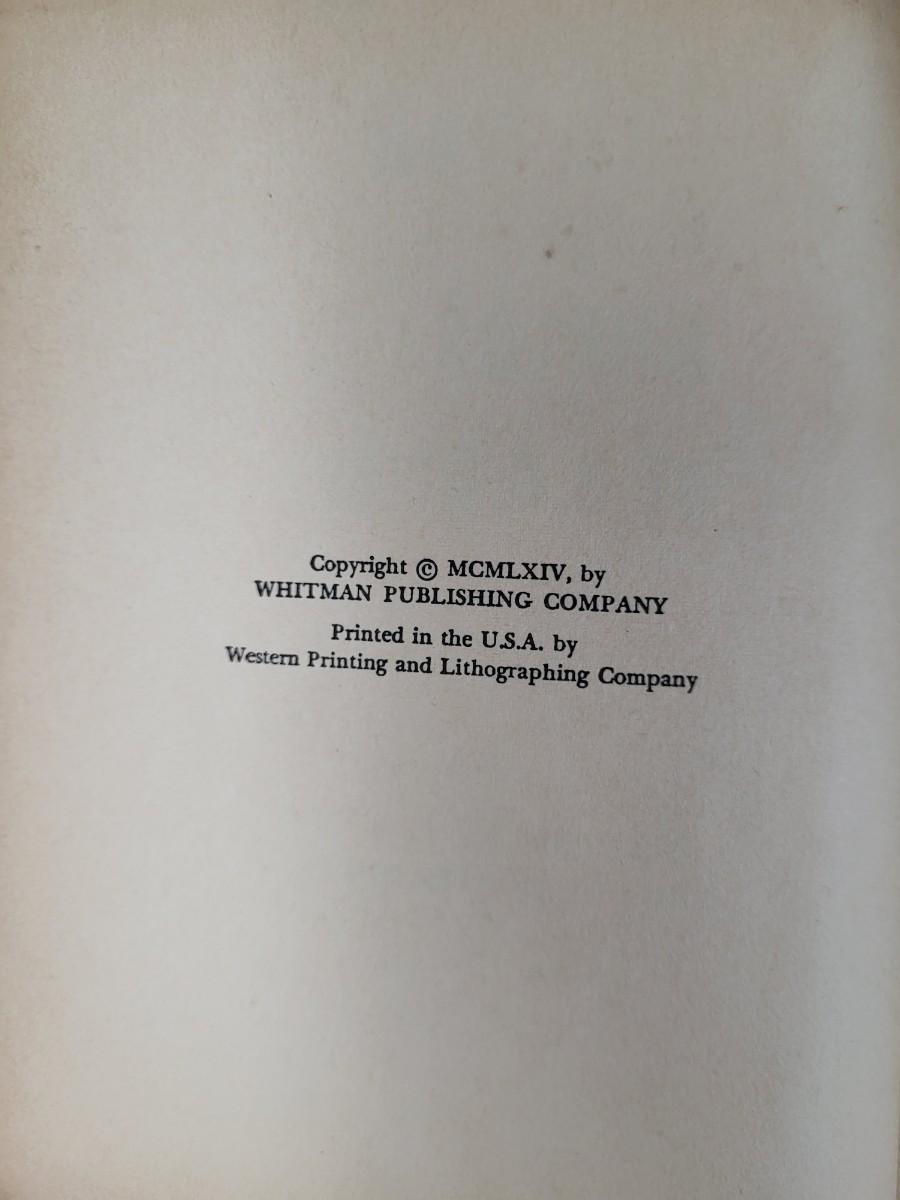 Copyright © MCMLXIV, by
WHITMAN PUBLISHING COMPANY
Printed in the U.S.A. by
Western Printing and Lithographing Company